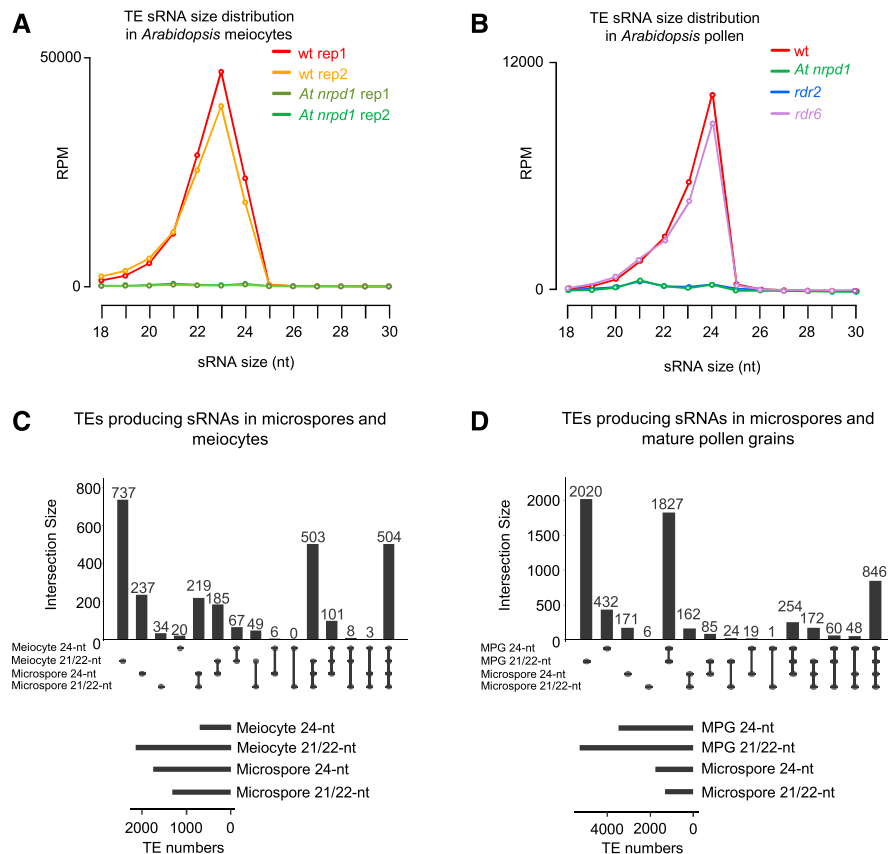 A
TE sRNA size distribution
in Arabidopsis meiocytes
50000
RPM
0
wt rep1
wt rep2
At nrpd1 rep1
At nrpd1 rep2
18 20 22 24 26 28 30
sRNA size (nt)
B
TE sRNA size distribution
in Arabidopsis pollen
12000
RPM
0
wt
At nrpd1
rdr2
rdr6
18 20 22 24 26 28 30
sRNA size (nt)
C
TEs producing sRNAs in microspores and
meiocytes
Intersection Size
800
600
400
200
0
737 237 34 20 219 185 67 49 6 0 503 101 8 3 504
Meiocyte 24-nt
Meiocyte 21/22-nt
Microspore 24-nt
Microspore 21/22-nt
Meiocyte 24-nt
Meiocyte 21/22-nt
Microspore 24-nt
Microspore 21/22-nt
2000 1000 0
TE numbers
D
TEs producing sRNAs in microspores and
mature pollen grains
Intersection Size
2000
1500
1000
500
0
2020 432 171 6 1827 162 85 24 19 1 254 172 60 48 846
MPG 24-nt
MPG 21/22-nt
Microspore 24-nt
Microspore 21/22-nt
MPG 24-nt
MPG 21/22-nt
Microspore 24-nt
Microspore 21/22-nt
4000 2000 0
TE numbers